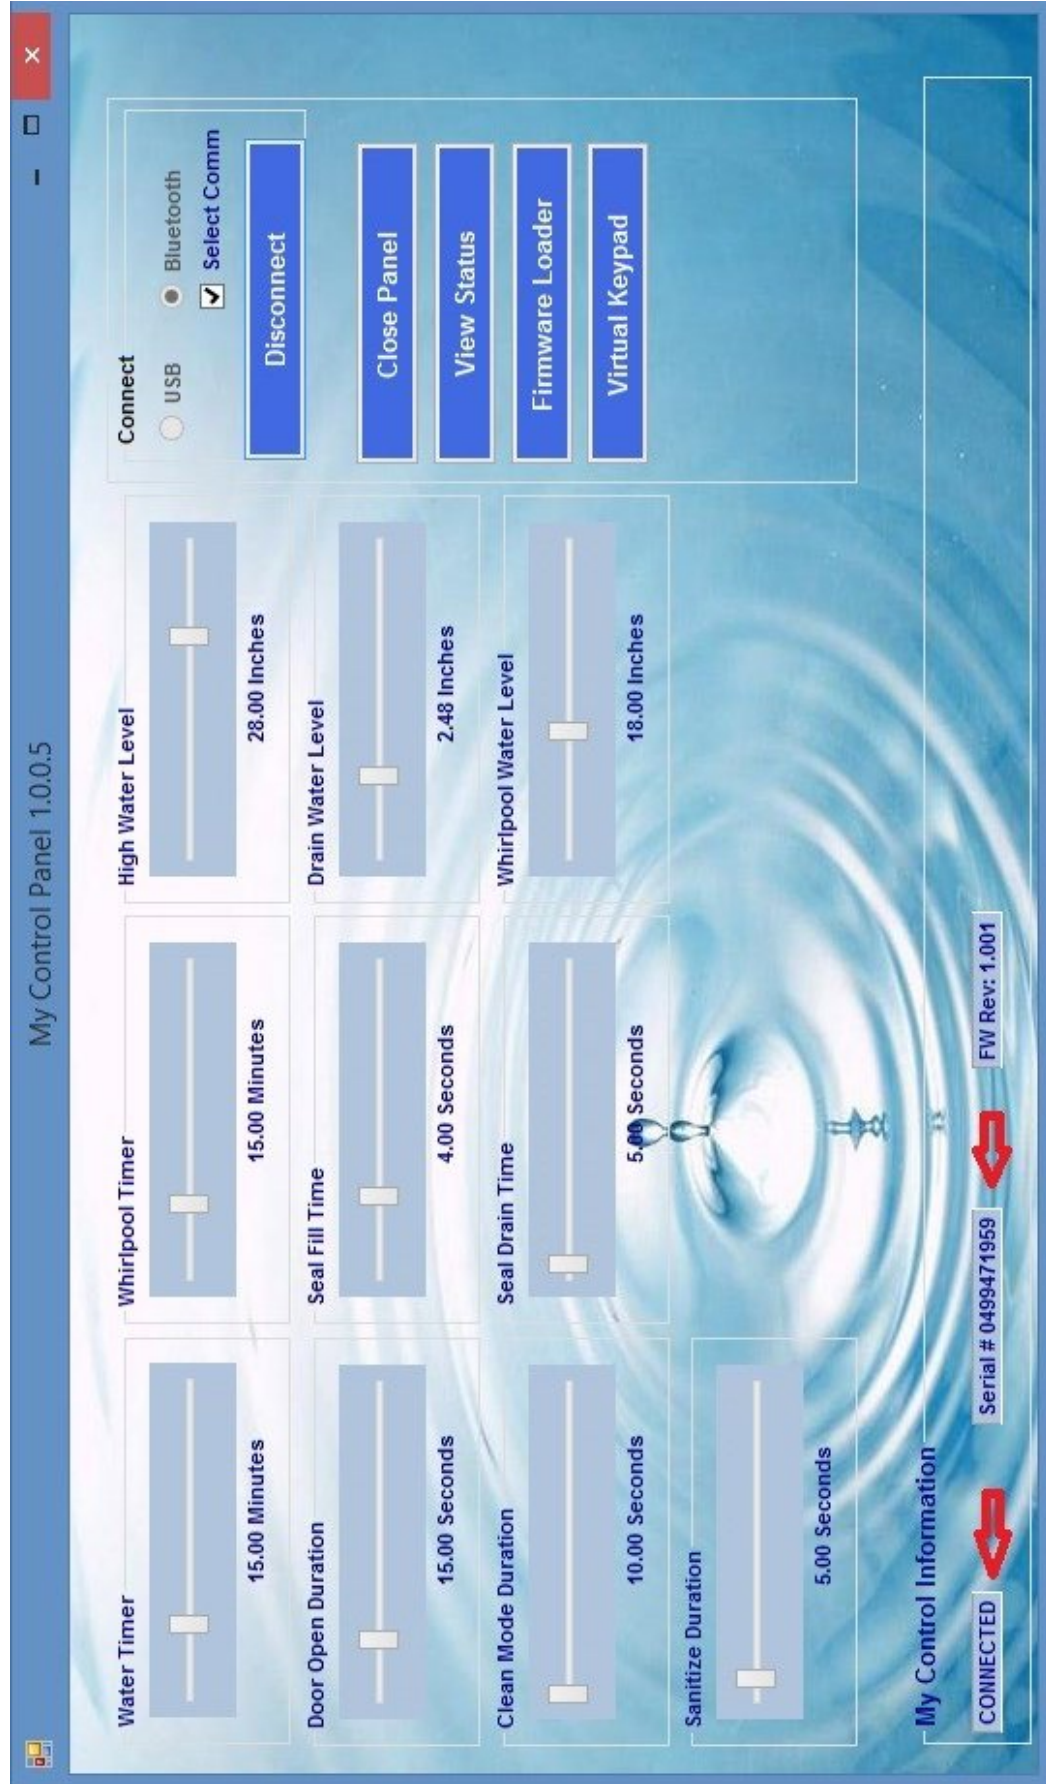 My Control Panel 1.0.0.5
Water Timer
15.00 Minutes
Door Open Duration
15.00 Seconds
Clean Mode Duration
10.00 Seconds
Sanitize Duration
5.00 Seconds
Whirlpool Timer
15.00 Minutes
Seal Fill Time
4.00 Seconds
Seal Drain Time
5.00 Seconds
High Water Level
28.00 Inches
Drain Water Level
2.48 Inches
Whirlpool Water Level
18.00 Inches
Connect
USB Bluetooth
Select Comm
Disconnect
Close Panel
View Status
Firmware Loader
Virtual Keypad
My Control Information
CONNECTED Serial # 0499471959 FW Rev: 1.001